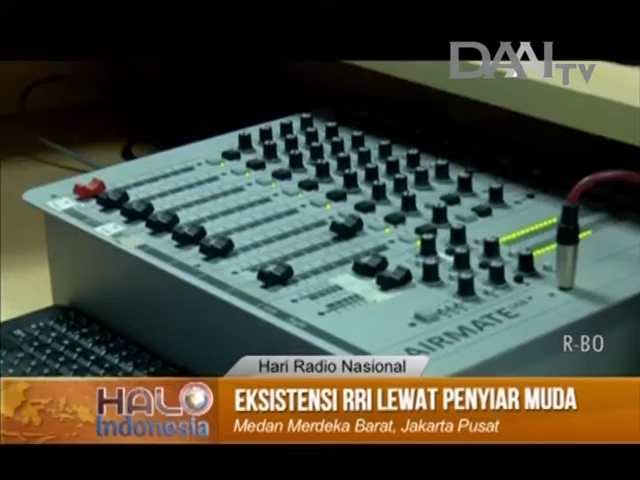 DAAI TV
AIRMATE-USB
R-BO
Hari Radio Nasional
HALO
Indonesia
EKSISTENSI RRI LEWAT PENYIAR MUDA
Medan Merdeka Barat, Jakarta Pusat